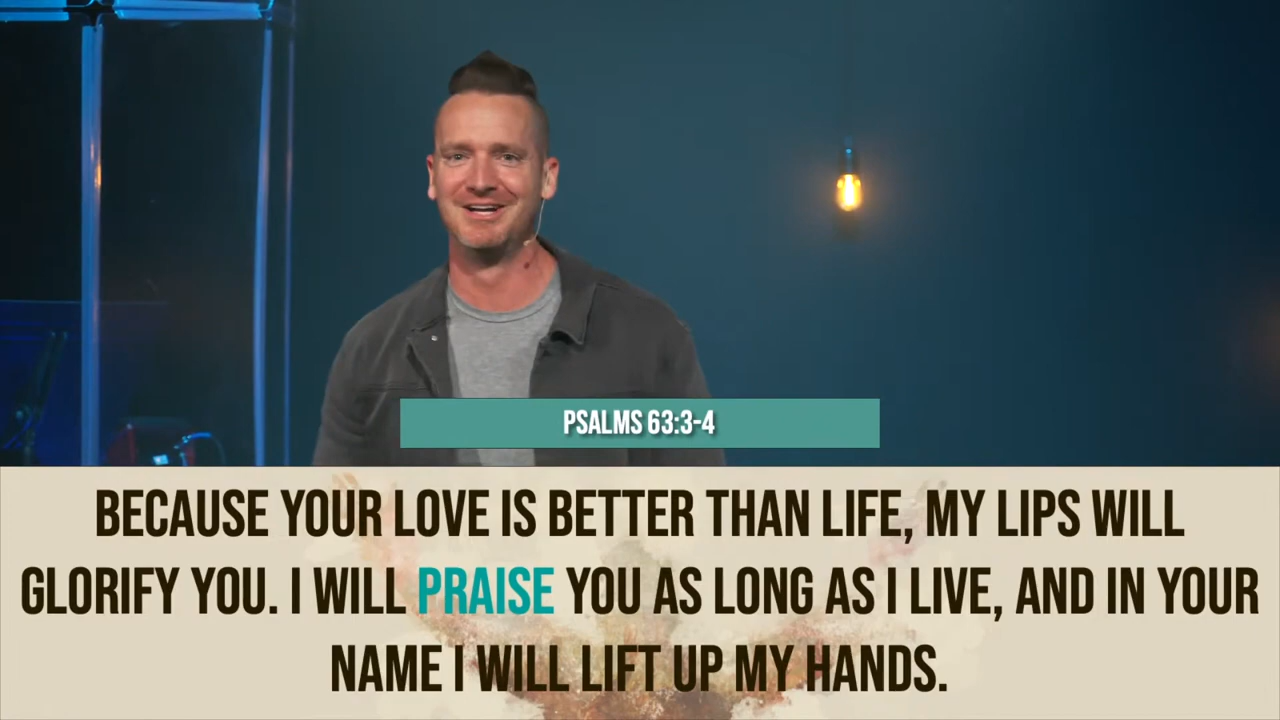 PSALMS 63:3-4
BECAUSE YOUR LOVE IS BETTER THAN LIFE, MY LIPS WILL
GLORIFY YOU. I WILL PRAISE YOU AS LONG AS I LIVE, AND IN YOUR
NAME I WILL LIFT UP MY HANDS.